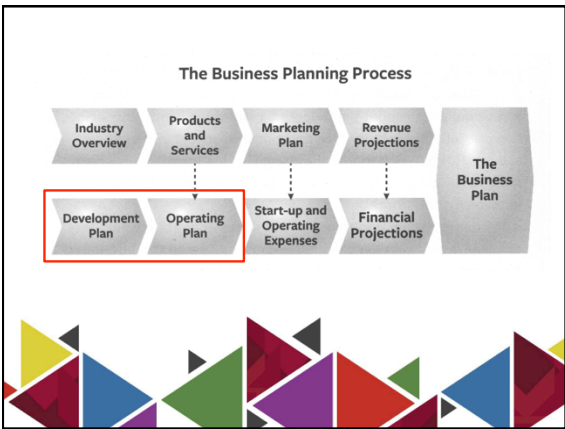 The Business Planning Process
Industry
Overview
Products
and
Services
Marketing
Plan
Revenue
Projections
The
Business
Plan
Development
Plan
Operating
Plan
Start-up and
Operating
Expenses
Financial
Projections